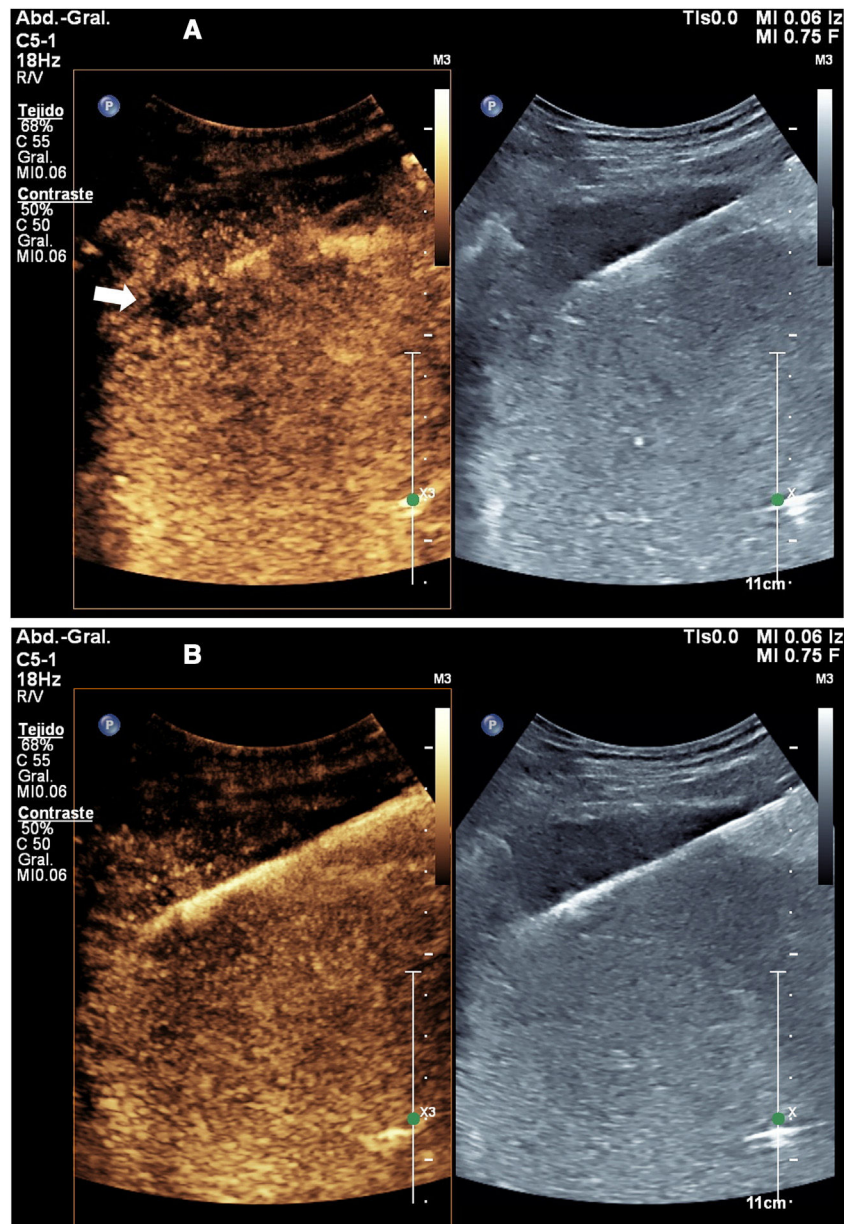 Abd.-Gral.
A
TIs0.0 MI 0.06 Iz
MI 0.75 F
C5-1
18Hz
R/V
M3
M3
P
P
Tejido
68%
C 55
Gral.
MI0.06
Contraste
50%
C 50
Gral.
MI0.06
X3
X
11cm
Abd.-Gral.
B
TIs0.0 MI 0.06 Iz
MI 0.75 F
C5-1
18Hz
R/V
M3
M3
P
P
Tejido
68%
C 55
Gral.
MI0.06
Contraste
50%
C 50
Gral.
MI0.06
X3
X
11cm